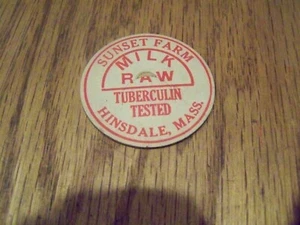 SUNSET FARM
MILK
RAW
TUBERCULIN
TESTED
HINSDALE, MASS.